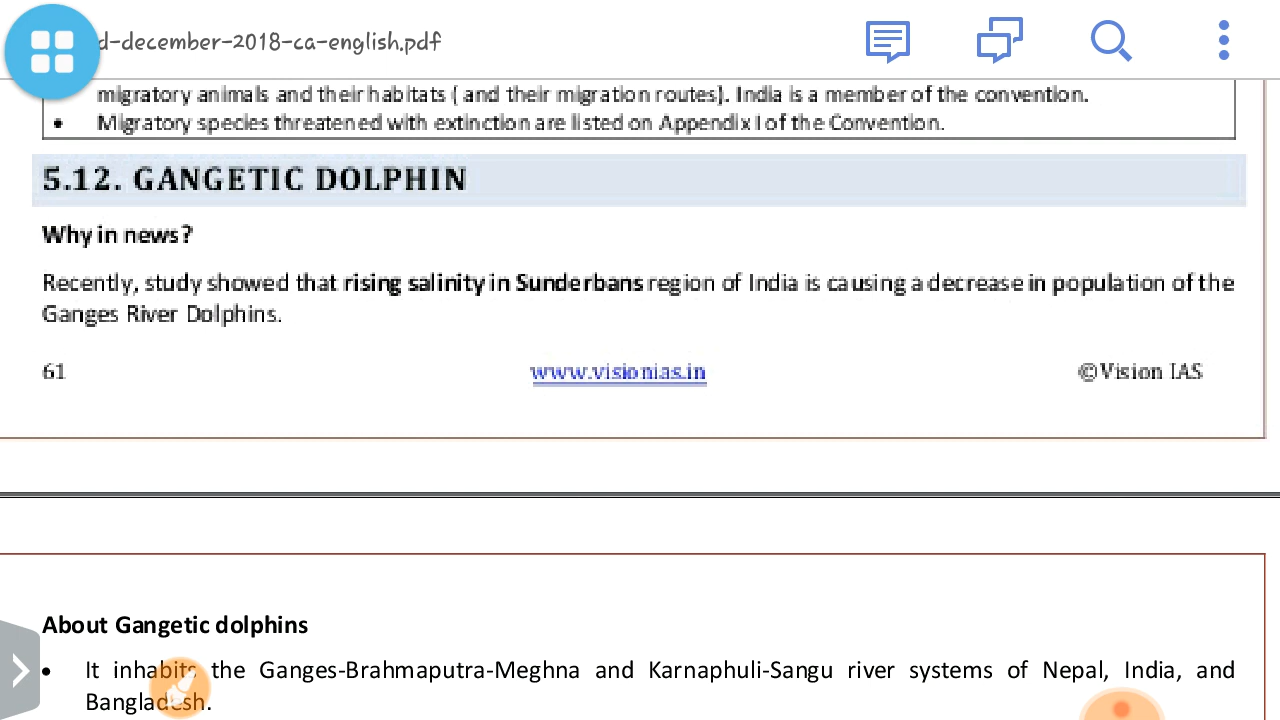 d-december-2018-ca-english.pdf
migratory animals and their habitats ( and their migration routes). India is a member of the convention.
• Migratory species threatened with extinction are listed on Appendix I of the Convention.
5.12. GANGETIC DOLPHIN
Why in news?
Recently, study showed that rising salinity in Sunderbans region of India is causing a decrease in population of the
Ganges River Dolphins.
61 www.visionias.in ©Vision IAS
About Gangetic dolphins
• It inhabits the Ganges-Brahmaputra-Meghna and Karnaphuli-Sangu river systems of Nepal, India, and
Bangladesh.